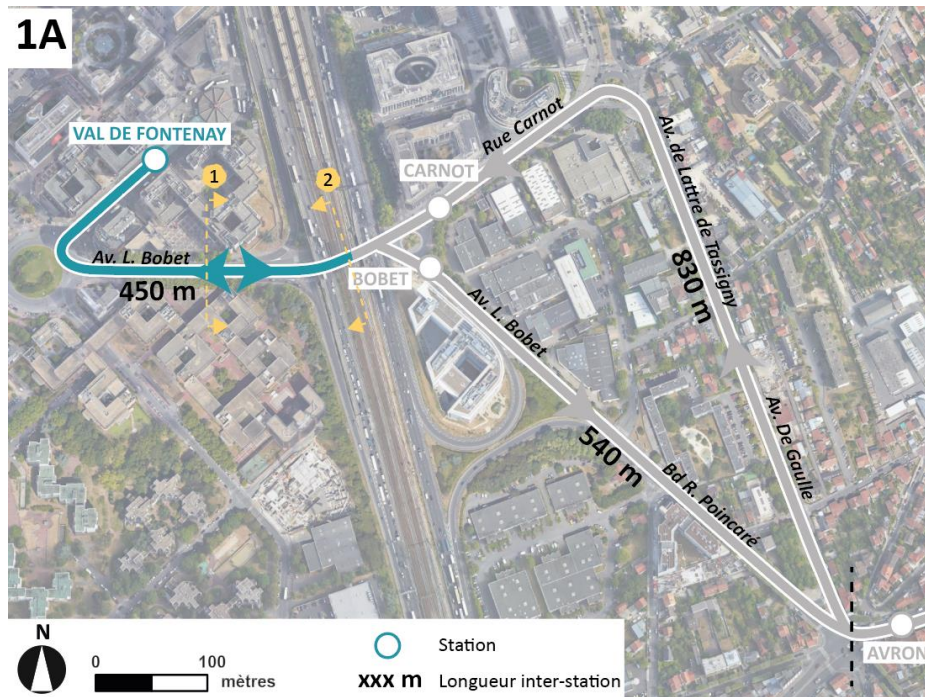 1A
VAL DE FONTENAY
1
2
Rue Carnot
CARNOT
Av. de Lattre de Tassigny
Av. L. Bobet
450 m
BOBET
830 m
Av. L. Bobet
540 m
Av. De Gaulle
Bd R. Poincaré
AVRON
N
0 100
mètres
Station
xxx m Longueur inter-station